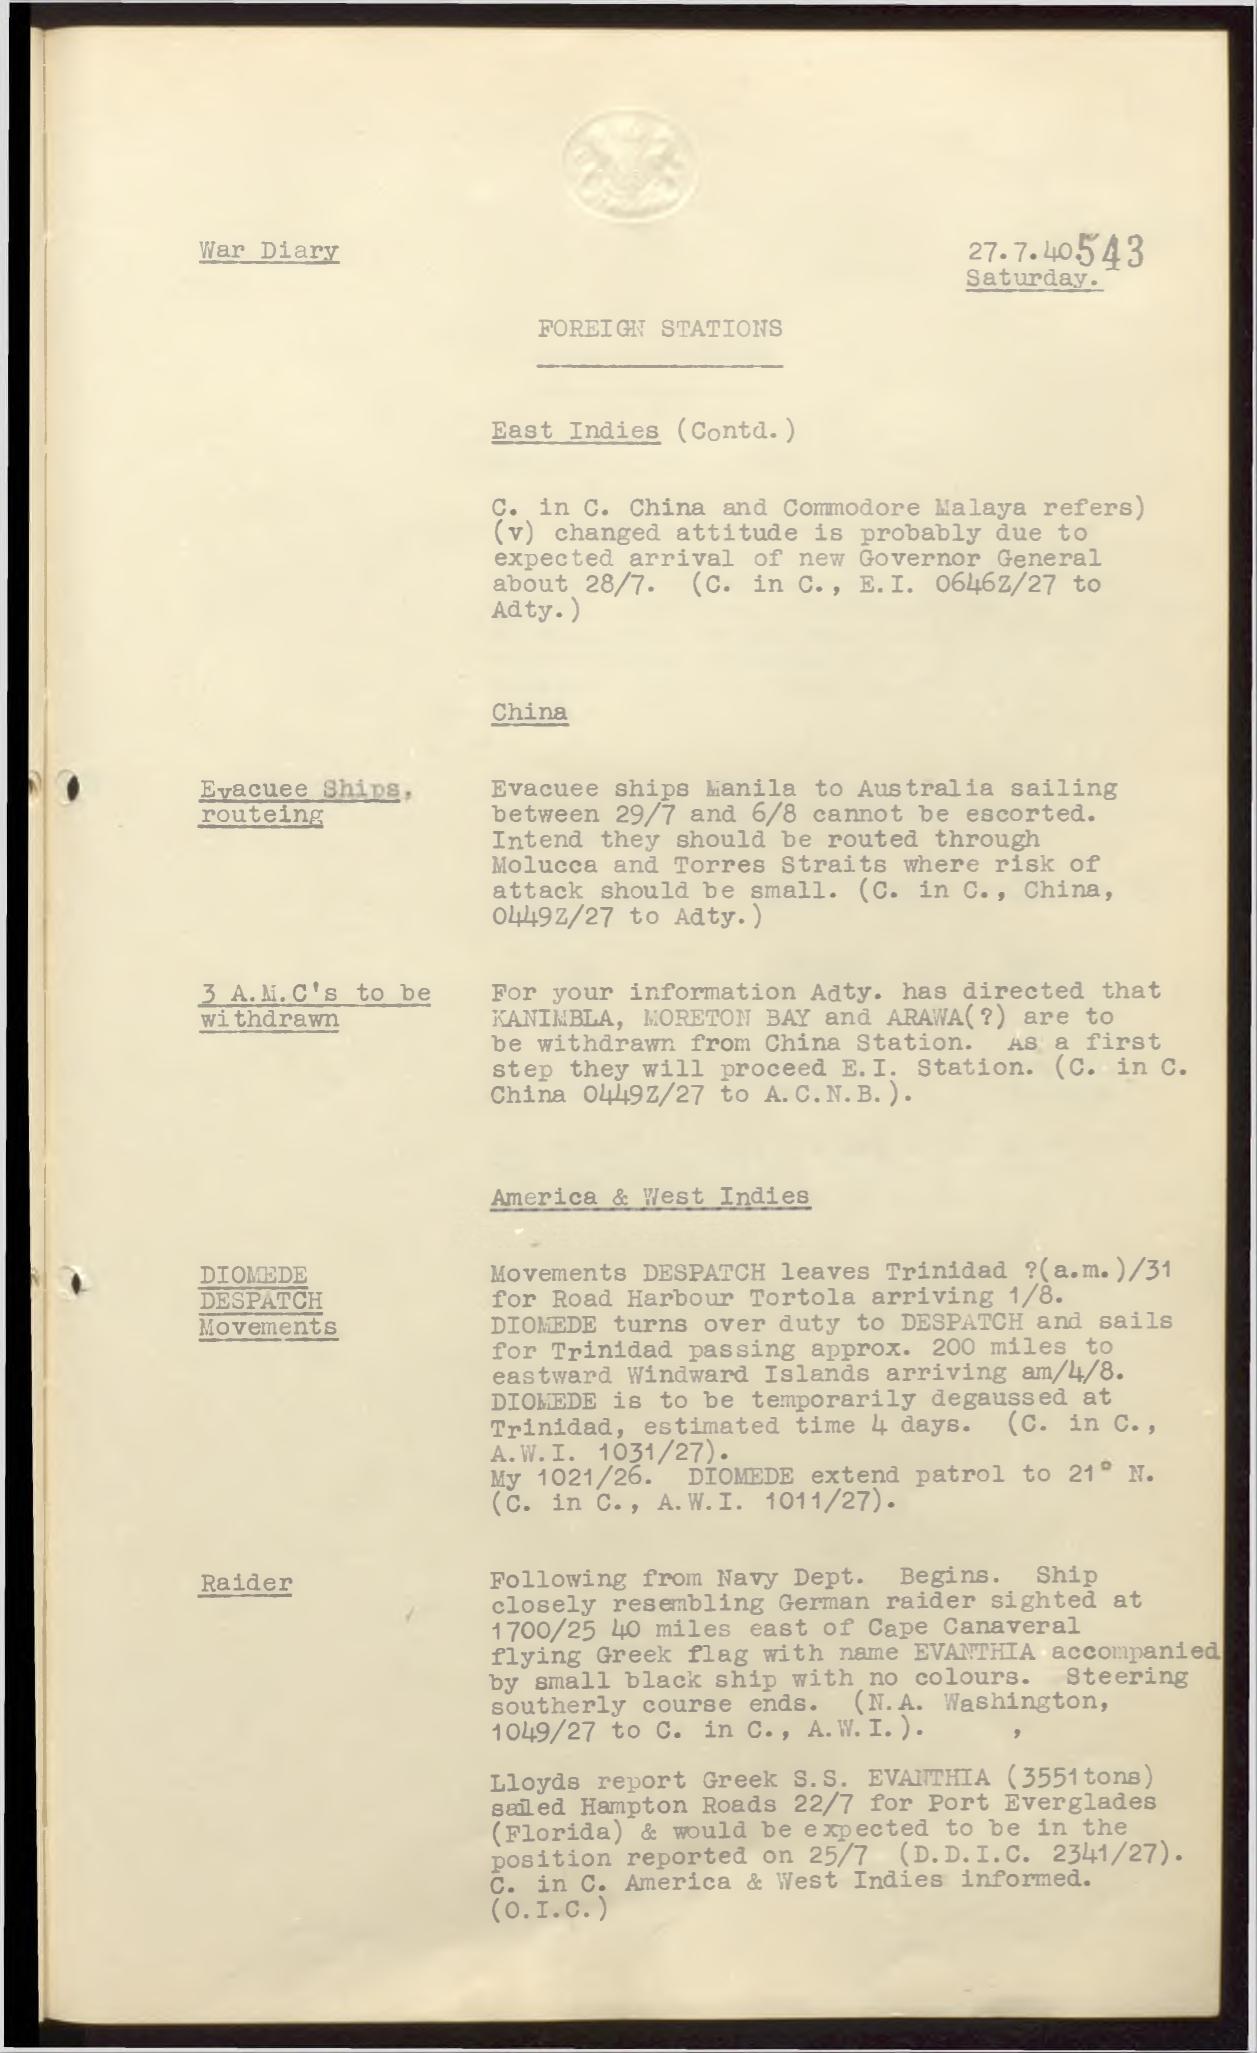 War Diary
27.7.40. 543
Saturday.
FOREIGN STATIONS
East Indies (Contd.)
C. in C. China and Commodore Malaya refers)
(v) changed attitude is probably due to
expected arrival of new Governor General
about 28/7. (C. in C., E.I. 0646Z/27 to
Adty.)
China
Evacuee Ships,
routeing
Evacuee ships Manila to Australia sailing
between 29/7 and 6/8 cannot be escorted.
Intend they should be routed through
Molucca and Torres Straits where risk of
attack should be small. (C. in C., China,
0449Z/27 to Adty.)
3 A.M.C's to be
withdrawn
For your information Adty. has directed that
KANIMBLA, MORETON BAY and ARAWA(?) are to
be withdrawn from China Station. As a first
step they will proceed E.I. Station. (C. in C.
China 0449Z/27 to A.C.N.B.).
America & West Indies
DIOMEDE
DESPATCH
Movements
Movements DESPATCH leaves Trinidad ?(a.m.)/31
for Road Harbour Tortola arriving 1/8.
DIOMEDE turns over duty to DESPATCH and sails
for Trinidad passing approx. 200 miles to
eastward Windward Islands arriving am/4/8.
DIOMEDE is to be temporarily degaussed at
Trinidad, estimated time 4 days. (C. in C.,
A.W.I. 1031/27).
My 1021/26. DIOMEDE extend patrol to 21° N.
(C. in C., A.W.I. 1011/27).
Raider
Following from Navy Dept. Begins. Ship
closely resembling German raider sighted at
1700/25 40 miles east of Cape Canaveral
flying Greek flag with name EVANTHIA accompanied
by small black ship with no colours. Steering
southerly course ends. (N.A. Washington,
1049/27 to C. in C., A.W.I.).
Lloyds report Greek S.S. EVANTHIA (3551 tons)
sailed Hampton Roads 22/7 for Port Everglades
(Florida) & would be expected to be in the
position reported on 25/7 (D.D.I.C. 2341/27).
C. in C. America & West Indies informed.
(O.I.C.)